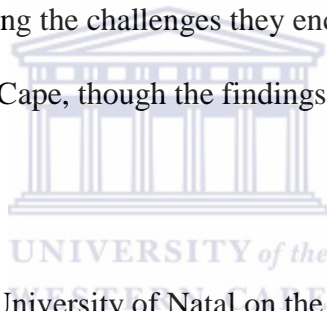 ng the challenges they enc
Cape, though the findings
UNIVERSITY of the
University of Natal on the
WESTERN CAPE